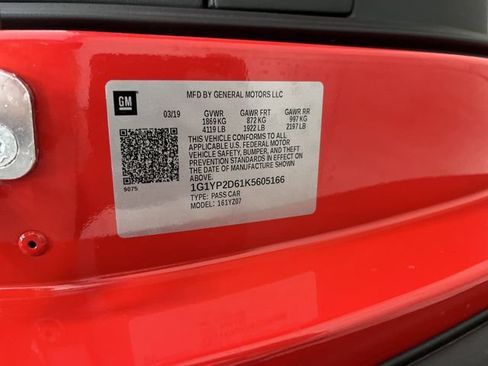 MFD BY GENERAL MOTORS LLC
GM
03/19 GVWR GAWR FRT GAWR RR
1869 KG 872 KG 997 KG
4119 LB 1922 LB 2197 LB
THIS VEHICLE CONFORMS TO ALL
APPLICABLE U.S. FEDERAL MOTOR
VEHICLE SAFETY, BUMPER, AND THEFT
PREVENTION STANDARDS IN EFFECT ON
THE DATE OF MANUFACTURE SHOWN
ABOVE.
1G1YP2D61K5605166
TYPE: PASS CAR
MODEL: 161YZ07
9075